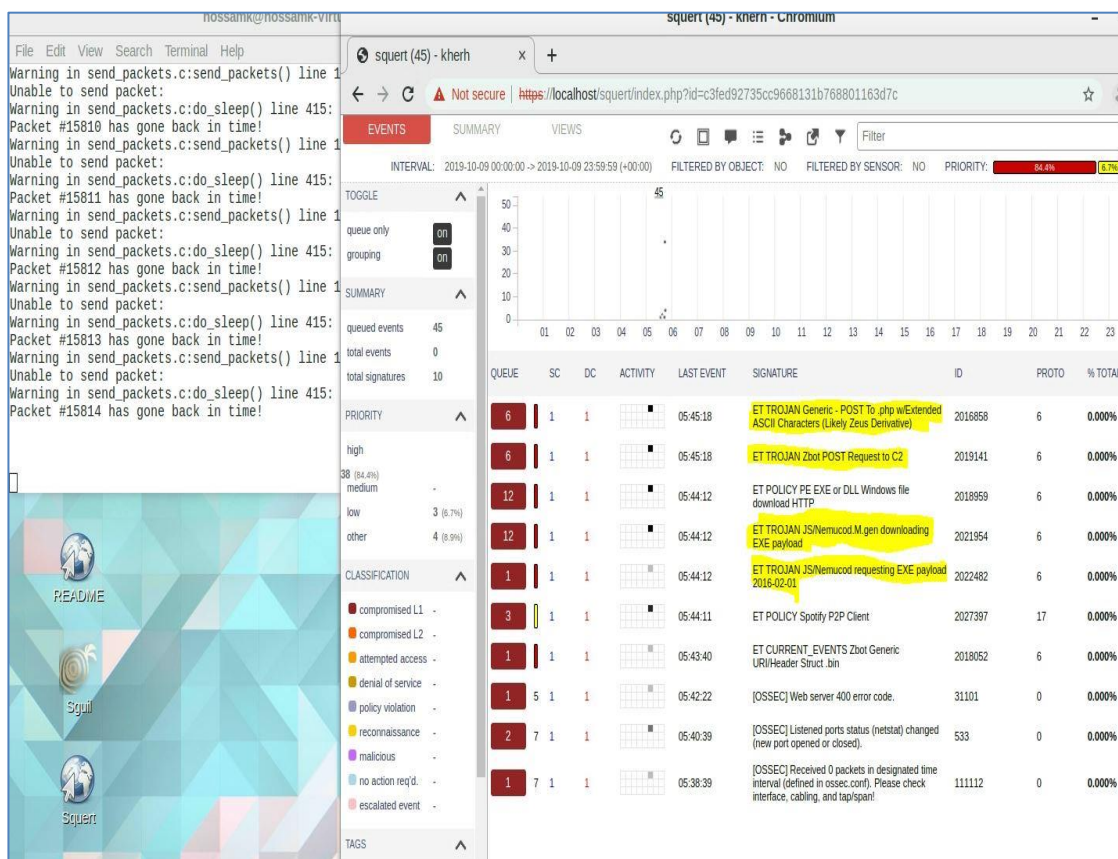 hossamk@hossamk-Virtu
File Edit View Search Terminal Help
Warning in send_packets.c:send_packets() line 1
Unable to send packet:
Warning in send_packets.c:do_sleep() line 415:
Packet #15810 has gone back in time!
Warning in send_packets.c:send_packets() line 1
Unable to send packet:
Warning in send_packets.c:do_sleep() line 415:
Packet #15811 has gone back in time!
Warning in send_packets.c:send_packets() line 1
Unable to send packet:
Warning in send_packets.c:do_sleep() line 415:
Packet #15812 has gone back in time!
Warning in send_packets.c:send_packets() line 1
Unable to send packet:
Warning in send_packets.c:do_sleep() line 415:
Packet #15813 has gone back in time!
Warning in send_packets.c:send_packets() line 1
Unable to send packet:
Warning in send_packets.c:do_sleep() line 415:
Packet #15814 has gone back in time!
README
Sguil
Squert
squert (45) - kherh - Chromium
squert (45) - kherh
Not secure | https://localhost/squert/index.php?id=c3fed92735cc9668131b768801163d7c
EVENTS SUMMARY VIEWS Filter
INTERVAL: 2019-10-09 00:00:00 -> 2019-10-09 23:59:59 (+00:00) FILTERED BY OBJECT: NO FILTERED BY SENSOR: NO PRIORITY: 84.4% 6.7%
TOGGLE
queue only on
grouping on
SUMMARY
queued events 45
total events 0
total signatures 10
PRIORITY
high
38 (84.4%)
medium -
low 3 (6.7%)
other 4 (8.9%)
CLASSIFICATION
compromised L1 -
compromised L2 -
attempted access -
denial of service -
policy violation -
reconnaissance -
malicious -
no action req'd. -
escalated event -
TAGS
45
50
40
30
20
10
0
01 02 03 04 05 06 07 08 09 10 11 12 13 14 15 16 17 18 19 20 21 22 23
QUEUE SC DC ACTIVITY LAST EVENT SIGNATURE ID PROTO % TOTAL
6 1 1 05:45:18 ET TROJAN Generic - POST To .php w/Extended
ASCII Characters (Likely Zeus Derivative) 2016858 6 0.000%
6 1 1 05:45:18 ET TROJAN Zbot POST Request to C2 2019141 6 0.000%
12 1 1 05:44:12 ET POLICY PE EXE or DLL Windows file
download HTTP 2018959 6 0.000%
12 1 1 05:44:12 ET TROJAN JS/Nemucod.M.gen downloading
EXE payload 2021954 6 0.000%
1 1 1 05:44:12 ET TROJAN JS/Nemucod requesting EXE payload
2016-02-01 2022482 6 0.000%
3 1 1 05:44:11 ET POLICY Spotify P2P Client 2027397 17 0.000%
1 1 1 05:43:40 ET CURRENT_EVENTS Zbot Generic
URI/Header Struct .bin 2018052 6 0.000%
1 5 1 1 05:42:22 [OSSEC] Web server 400 error code. 31101 0 0.000%
2 7 1 1 05:40:39 [OSSEC] Listened ports status (netstat) changed
(new port opened or closed). 533 0 0.000%
1 7 1 1 05:38:39 [OSSEC] Received 0 packets in designated time
interval (defined in ossec.conf). Please check
interface, cabling, and tap/span! 111112 0 0.000%